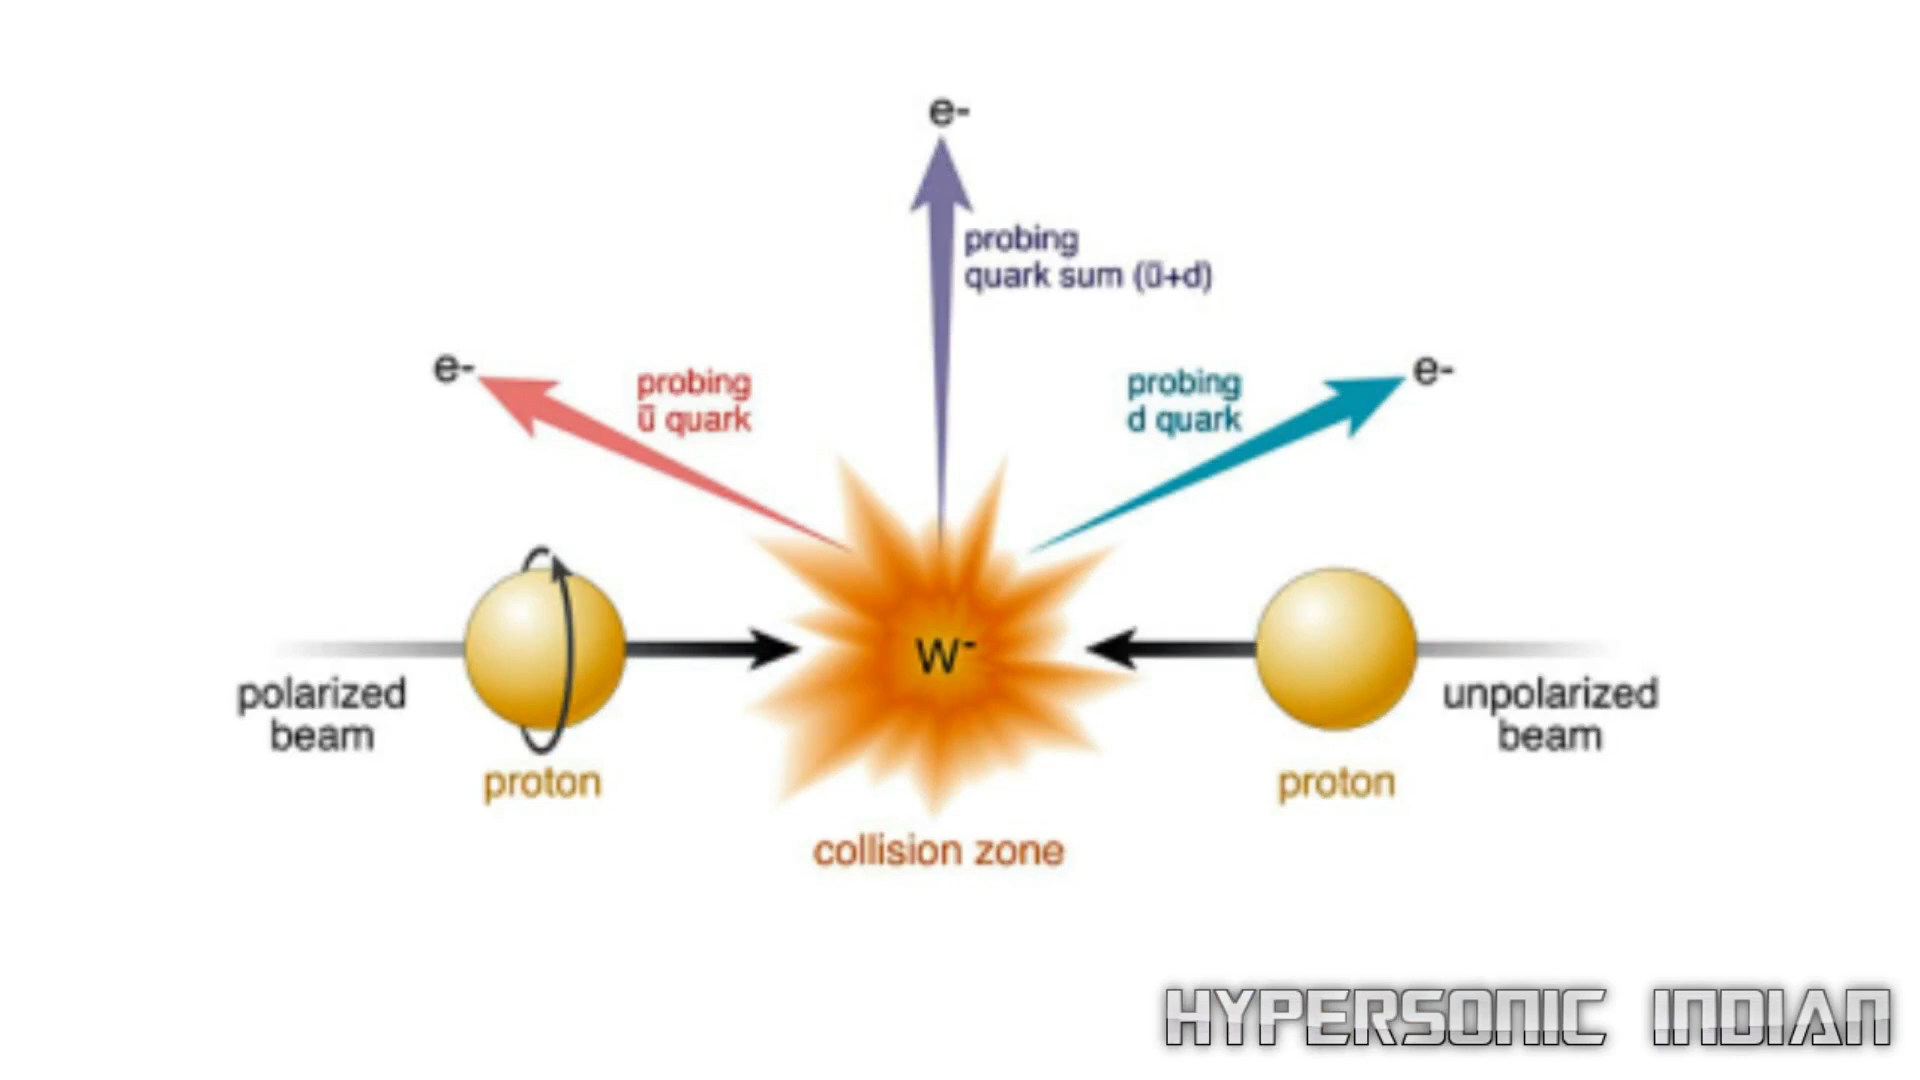 e-
probing
quark sum (ū+d)
e-
probing
ū quark
probing
d quark
e-
W-
polarized
beam
proton
unpolarized
beam
proton
collision zone
HYPERSONIC INDIAN